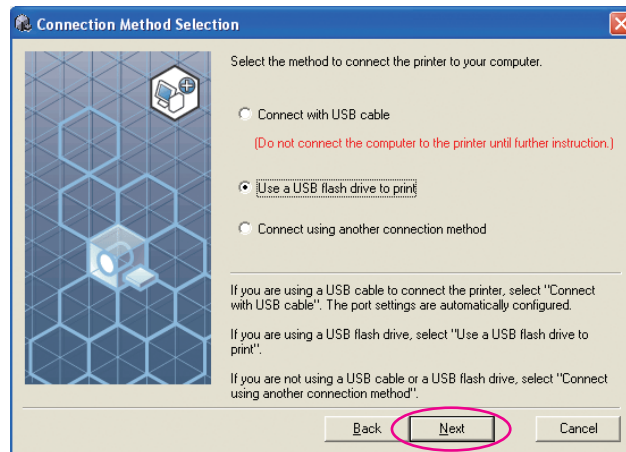 Connection Method Selection
Select the method to connect the printer to your computer.
Connect with USB cable
(Do not connect the computer to the printer until further instruction.)
Use a USB flash drive to print
Connect using another connection method
If you are using a USB cable to connect the printer, select "Connect
with USB cable". The port settings are automatically configured.
If you are using a USB flash drive, select "Use a USB flash drive to
print".
If you are not using a USB cable or a USB flash drive, select "Connect
using another connection method".
Back
Next
Cancel